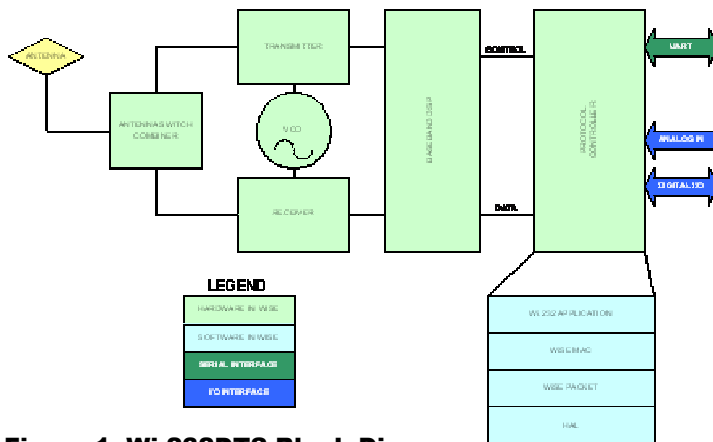 ANTENNA
TRANSMITTER
CONTROL
UART
ANTENNA SWITCH
COMBINER
VCO
BASEBAND DSP
PROTOCOL
CONTROLLER
ANALOG IN
DIGITAL I/O
RECEIVER
DATA
LEGEND
HARDWARE IN WISE
SOFTWARE IN WISE
SERIAL INTERFACE
I/O INTERFACE
WI.232 APPLICATION
WISE MAC
WISE PACKET
HAL